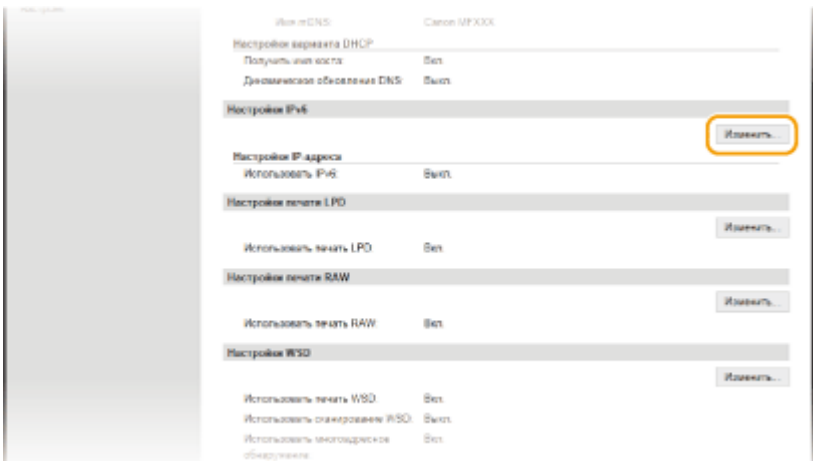 Имя mDNS: Canon MFXXX
Настройки варианта DHCP
Получить имя хоста: Вкл.
Динамическое обновление DNS: Выкл.
Настройки IPv6
Изменить...
Настройки IP-адреса
Использовать IPv6: Выкл.
Настройки печати LPD
Изменить...
Использовать печать LPD: Вкл.
Настройки печати RAW
Изменить...
Использовать печать RAW: Вкл.
Настройки WSD
Изменить...
Использовать печать WSD: Вкл.
Использовать сканирование WSD: Выкл.
Использовать многоадресное Вкл.
обнаружение